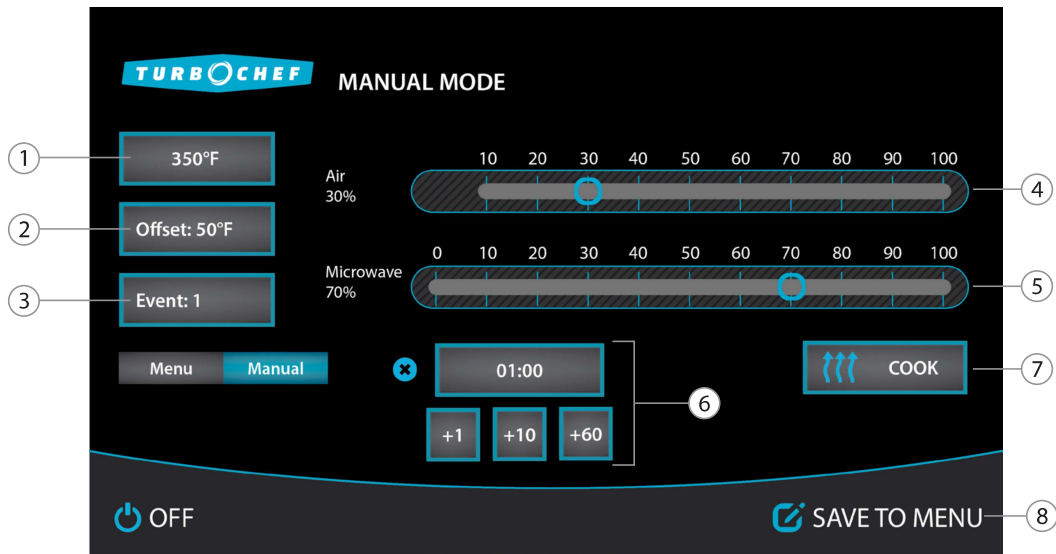 TURBOCHEF
MANUAL MODE
1
350°F
2
Offset: 50°F
3
Event: 1
Menu Manual
10 20 30 40 50 60 70 80 90 100
Air
30%
4
0 10 20 30 40 50 60 70 80 90 100
Microwave
70%
5
01:00
+1 +10 +60
6
COOK
7
OFF
SAVE TO MENU
8